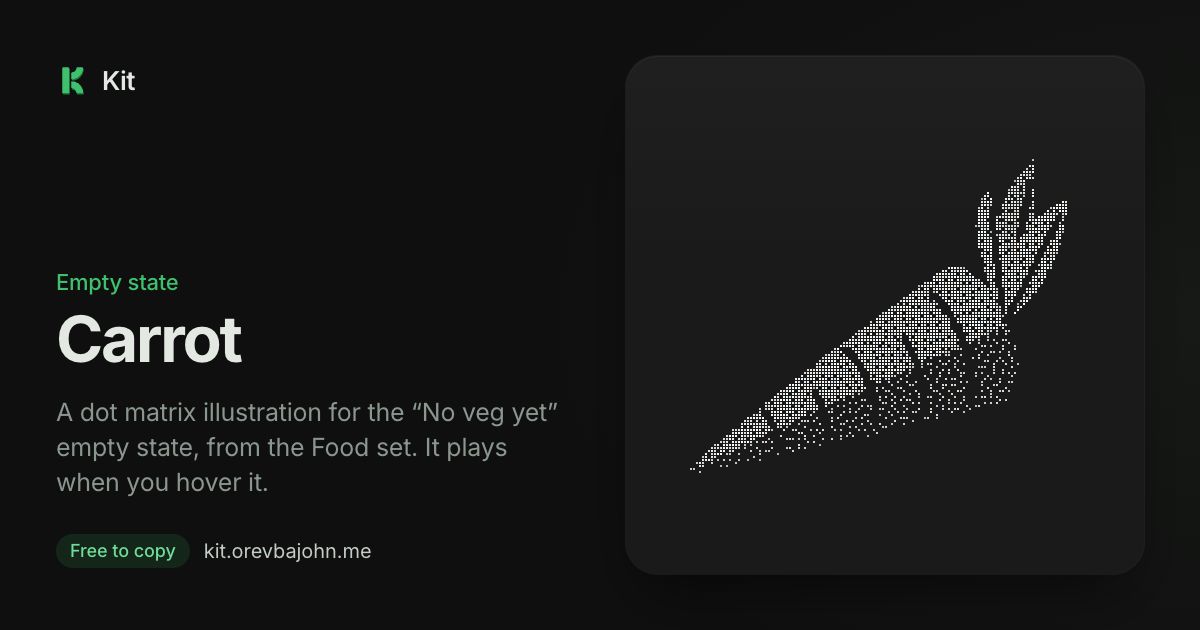 Kit
Empty state
Carrot
A dot matrix illustration for the “No veg yet”
empty state, from the Food set. It plays
when you hover it.
Free to copy
kit.orevbajohn.me